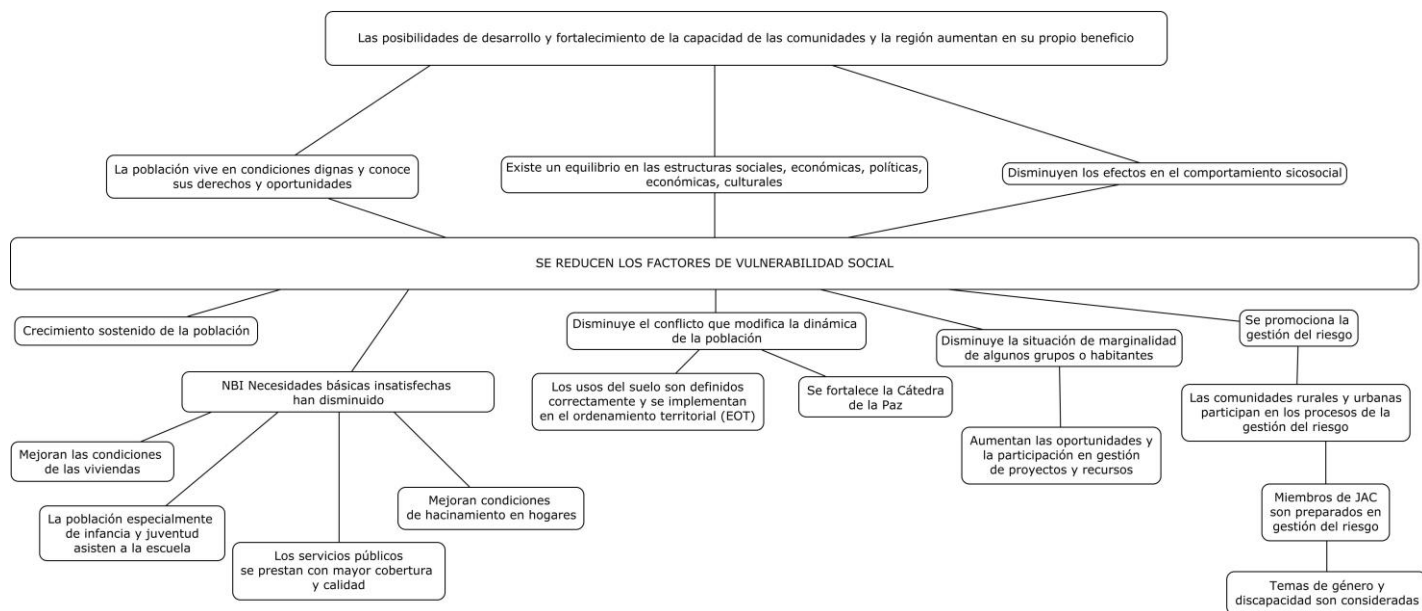 Las posibilidades de desarrollo y fortalecimiento de la capacidad de las comunidades y la región aumentan en su propio beneficio
La población vive en condiciones dignas y conoce
sus derechos y oportunidades
Existe un equilibrio en las estructuras sociales, económicas, políticas,
económicas, culturales
Disminuyen los efectos en el comportamiento sicosocial
SE REDUCEN LOS FACTORES DE VULNERABILIDAD SOCIAL
Crecimiento sostenido de la población
Disminuye el conflicto que modifica la dinámica
de la población
Disminuye la situación de marginalidad
de algunos grupos o habitantes
Se promociona la
gestión del riesgo
NBI Necesidades básicas insatisfechas
han disminuido
Los usos del suelo son definidos
correctamente y se implementan
en el ordenamiento territorial (EOT)
Se fortalece la Cátedra
de la Paz
Las comunidades rurales y urbanas
participan en los procesos de la
gestión del riesgo
Mejoran las condiciones
de las viviendas
Aumentan las oportunidades y
la participación en gestión
de proyectos y recursos
La población especialmente
de infancia y juventud
asisten a la escuela
Los servicios públicos
se prestan con mayor cobertura
y calidad
Mejoran condiciones
de hacinamiento en hogares
Miembros de JAC
son preparados en
gestión del riesgo
Temas de género y
discapacidad son consideradas